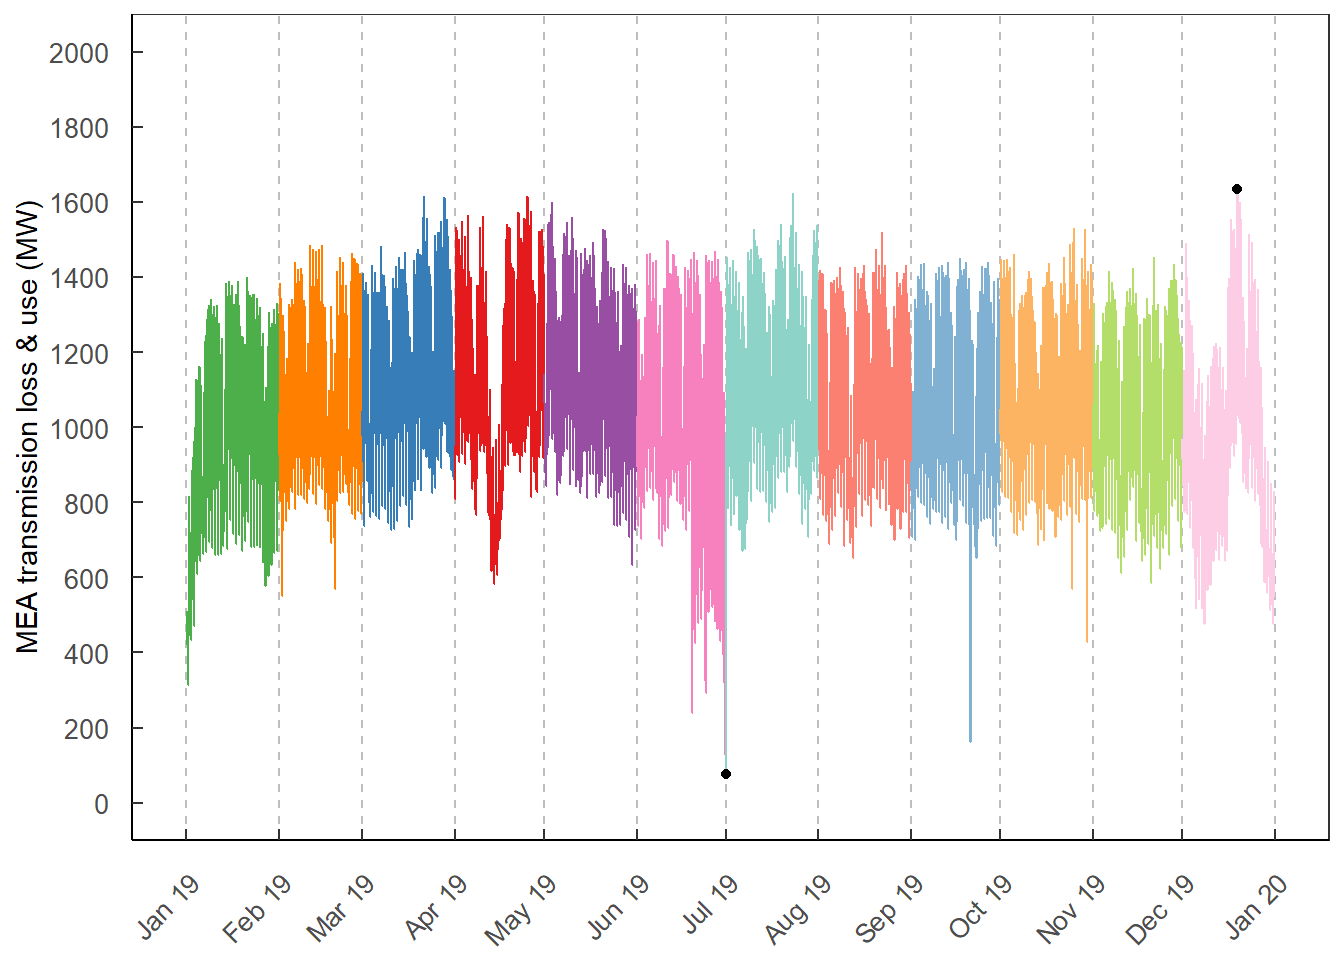 MEA transmission loss & use (MW)
2000
1800
1600
1400
1200
1000
800
600
400
200
0
Jan 19
Feb 19
Mar 19
Apr 19
May 19
Jun 19
Jul 19
Aug 19
Sep 19
Oct 19
Nov 19
Dec 19
Jan 20